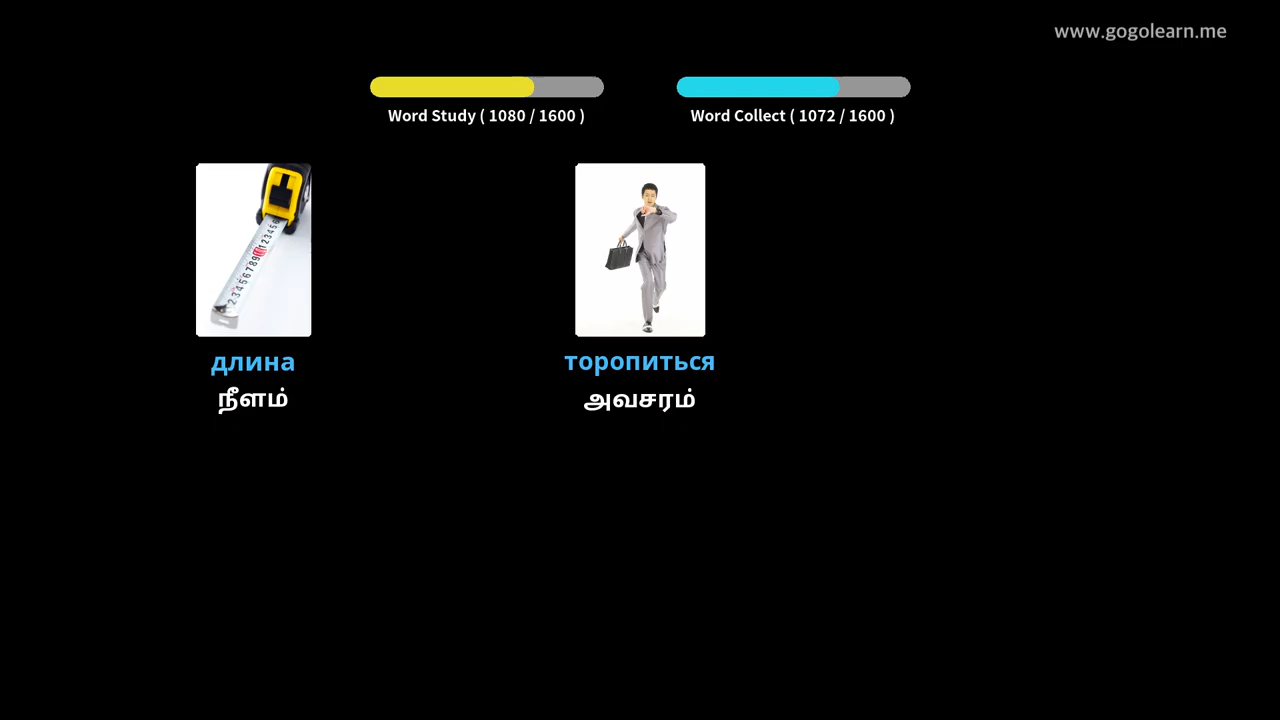 www.gogolearn.me
Word Study ( 1080 / 1600 )
Word Collect ( 1072 / 1600 )
длина
நீளம்
торопиться
அவசரம்